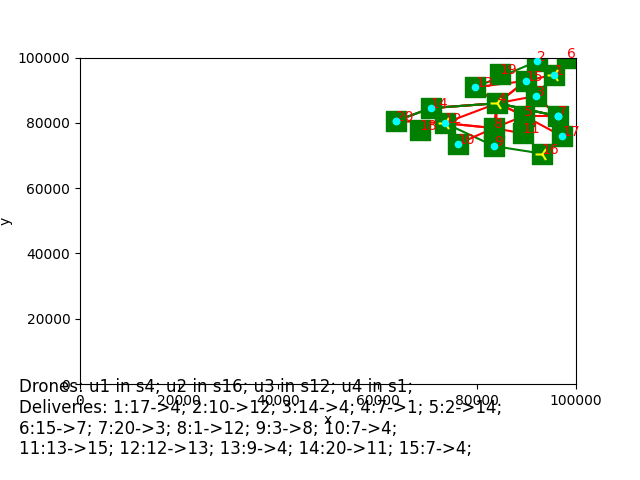 100000
80000
60000
40000
20000
0
y
0 20000 40000 60000 80000 100000
x
2
6
16
Drones: u1 in s4; u2 in s16; u3 in s12; u4 in s1;
Deliveries: 1:17->4; 2:10->12; 3:14->4; 4:7->1; 5:2->14;
6:15->7; 7:20->3; 8:1->12; 9:3->8; 10:7->4;
11:13->15; 12:12->13; 13:9->4; 14:20->11; 15:7->4;